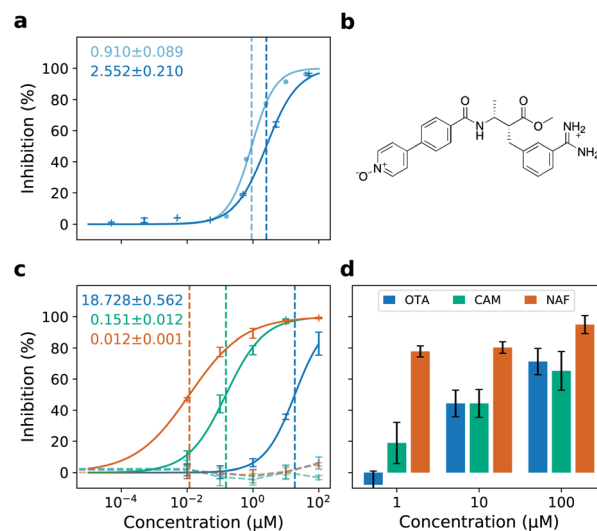 a
0.910±0.089
2.552±0.210
Inhibition (%)
100
80
60
40
20
0
b
O
N
H
O
O
NH₂
+
NH₂
N⁺
⁻O
c
18.728±0.562
0.151±0.012
0.012±0.001
Inhibition (%)
100
80
60
40
20
0
10⁻⁴
10⁻²
10⁰
10²
Concentration (μM)
d
OTA
CAM
NAF
1
10
100
Concentration (μM)